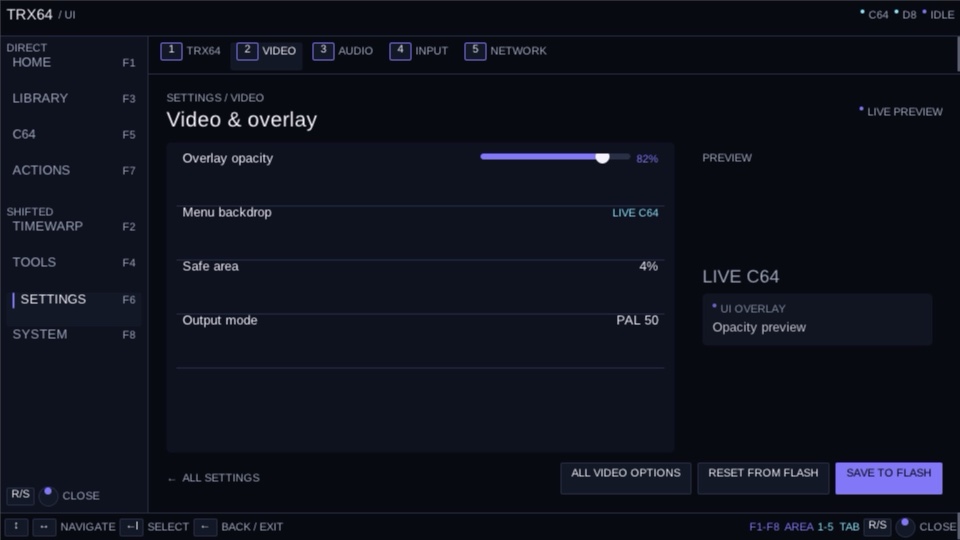 TRX64 / UI
C64 D8 IDLE
DIRECT
HOME F1
LIBRARY F3
C64 F5
ACTIONS F7
SHIFTED
TIMEWARP F2
TOOLS F4
SETTINGS F6
SYSTEM F8
R/S CLOSE
1 TRX64 2 VIDEO 3 AUDIO 4 INPUT 5 NETWORK
SETTINGS / VIDEO
Video & overlay
LIVE PREVIEW
Overlay opacity 82%
Menu backdrop LIVE C64
Safe area 4%
Output mode PAL 50
PREVIEW
LIVE C64
UI OVERLAY
Opacity preview
← ALL SETTINGS
ALL VIDEO OPTIONS
RESET FROM FLASH
SAVE TO FLASH
↕ ↔ NAVIGATE ←I SELECT ← BACK / EXIT
F1-F8 AREA 1-5 TAB R/S CLOSE